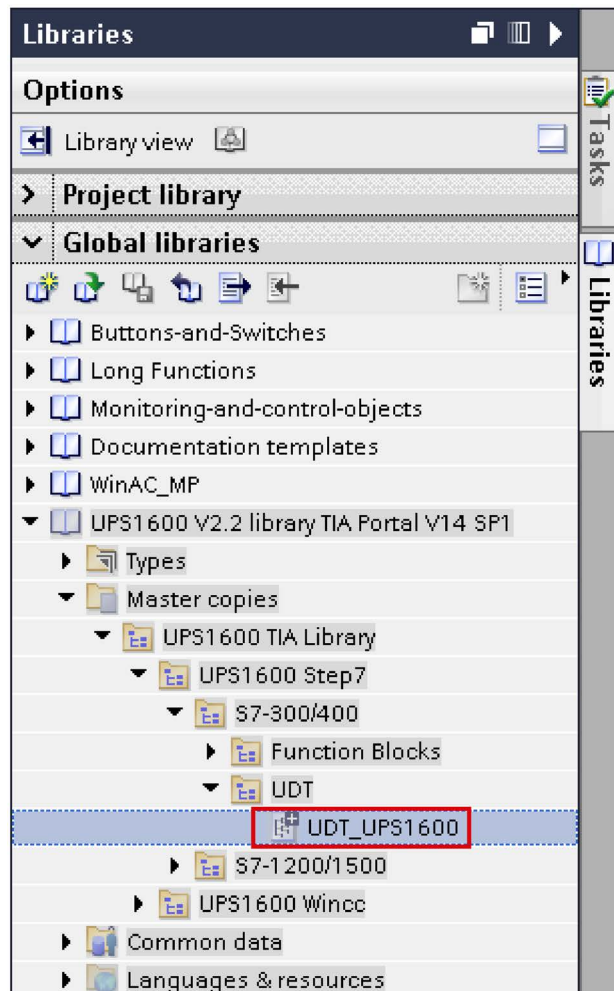 Libraries
Options
Library view
Project library
Global libraries
Buttons-and-Switches
Long Functions
Monitoring-and-control-objects
Documentation templates
WinAC_MP
UPS1600 V2.2 library TIA Portal V14 SP1
Types
Master copies
UPS1600 TIA Library
UPS1600 Step7
S7-300/400
Function Blocks
UDT
UDT_UPS1600
S7-1200/1500
UPS1600 Wincc
Common data
Languages & resources
Tasks
Libraries